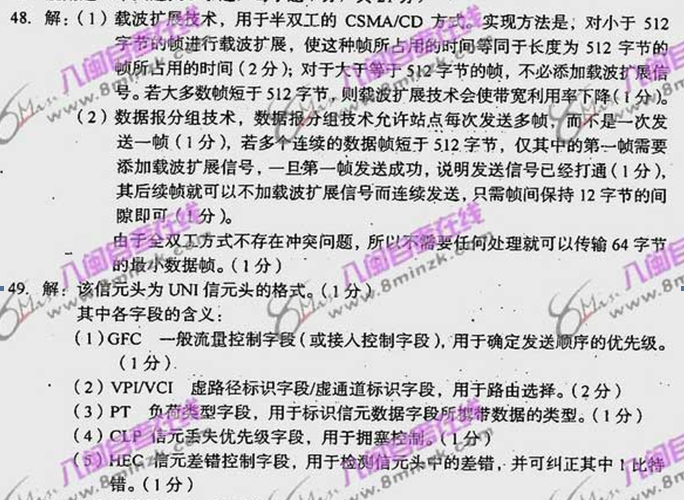 48. 解:(1)载波扩展技术,用于半双工的 CSMA/CD 方式。实现方法是:对小于 512
字节的帧进行载波扩展,使这种帧所占用的时间等同于长度为 512 字节的
帧所占用的时间(2分);对于大于等于 512 字节的帧,不必添加载波扩展信
号。若大多数帧短于 512 字节,则载波扩展技术会使带宽利用率下降(1分)。
(2)数据报分组技术,数据报分组技术允许站点每次发送多帧,而不是一次发
送一帧(1分),若多个连续的数据帧短于 512 字节,仅其中的第一帧需要
添加载波扩展信号,一旦第一帧发送成功,说明发送信号已经打通(1分),
其后续帧就可以不加载波扩展信号而连续发送,只需帧间保持 12 字节的间
隙即可(1分)。
由于全双工方式不存在冲突问题,所以不需要任何处理就可以传输 64 字节
的最小数据帧。(1分)
49. 解:该信元头为 UNI 信元头的格式。(1分)
其中各字段的含义:
(1)GFC 一般流量控制字段(或接入控制字段),用于确定发送顺序的优先级。
(1分)
(2)VPI/VCI 虚路径标识字段/虚通道标识字段,用于路由选择。(2分)
(3)PT 负荷类型字段,用于标识信元数据字段所携带数据的类型。(1分)
(4)CLP 信元丢失优先级字段,用于拥塞控制。(1分)
(5)HEC 信元差错控制字段,用于检测信元头中的差错,并可纠正其中 1 比特
错。(1分)
八闽自考在线
www.8minzk.com